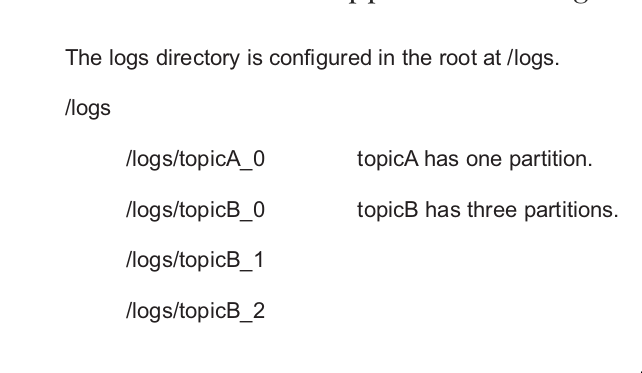 The logs directory is configured in the root at /logs.
/logs
/logs/topicA_0 topicA has one partition.
/logs/topicB_0 topicB has three partitions.
/logs/topicB_1
/logs/topicB_2